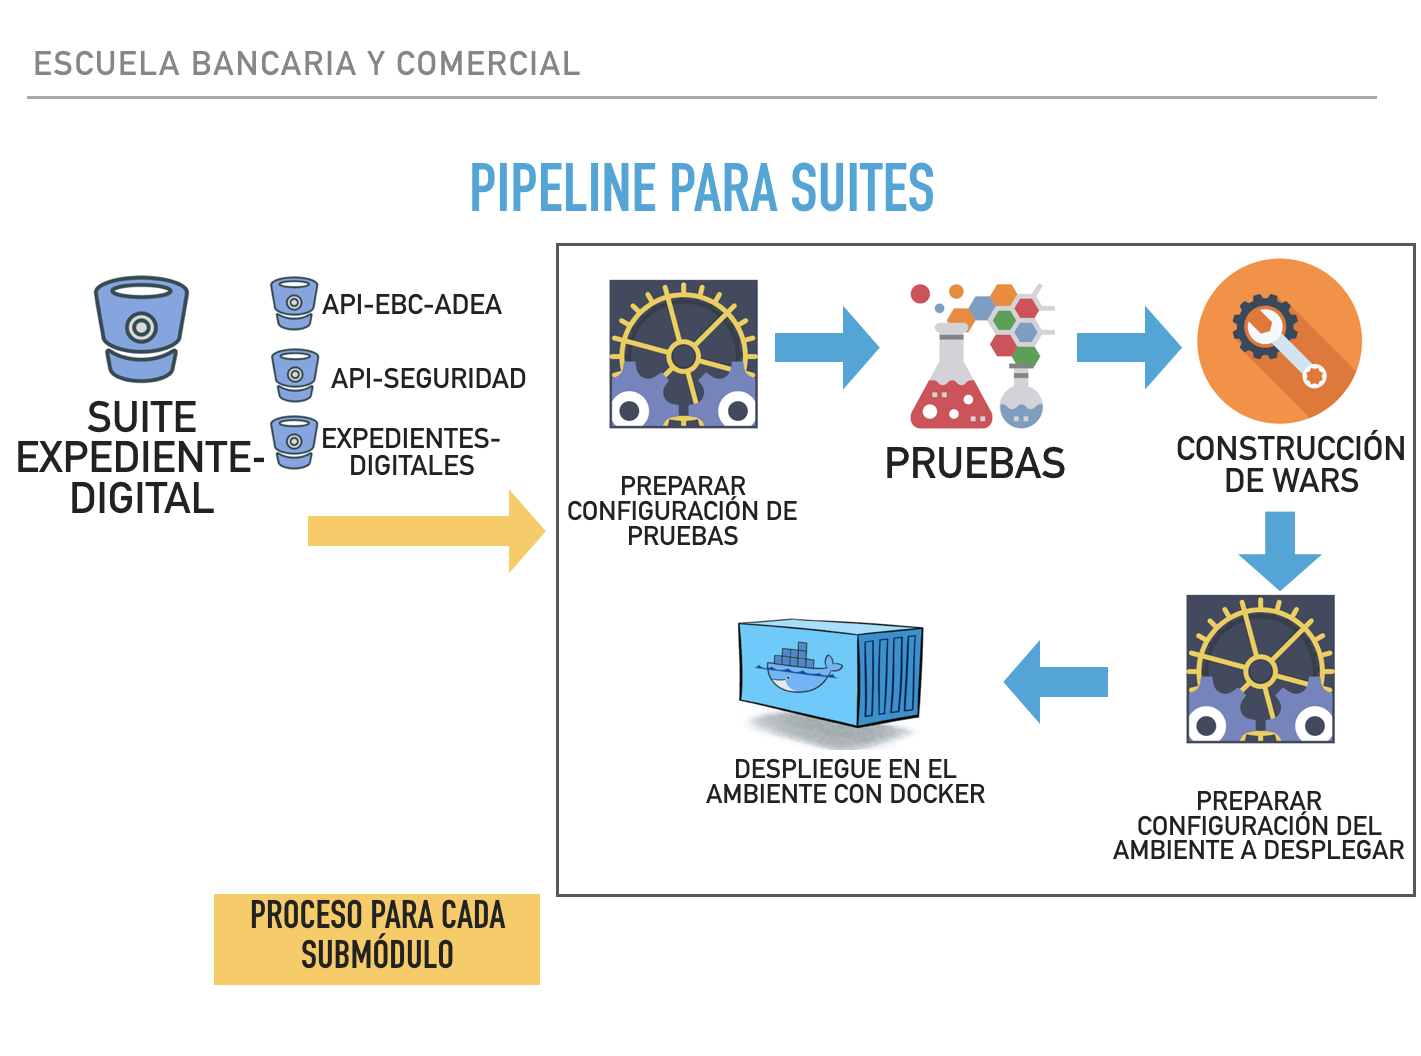 ESCUELA BANCARIA Y COMERCIAL
PIPELINE PARA SUITES
SUITE
EXPEDIENTE-
DIGITAL
API-EBC-ADEA
API-SEGURIDAD
EXPEDIENTES-
DIGITALES
PREPARAR
CONFIGURACIÓN DE
PRUEBAS
PRUEBAS
CONSTRUCCIÓN
DE WARS
PREPARAR
CONFIGURACIÓN DEL
AMBIENTE A DESPLEGAR
DESPLIEGUE EN EL
AMBIENTE CON DOCKER
PROCESO PARA CADA
SUBMÓDULO